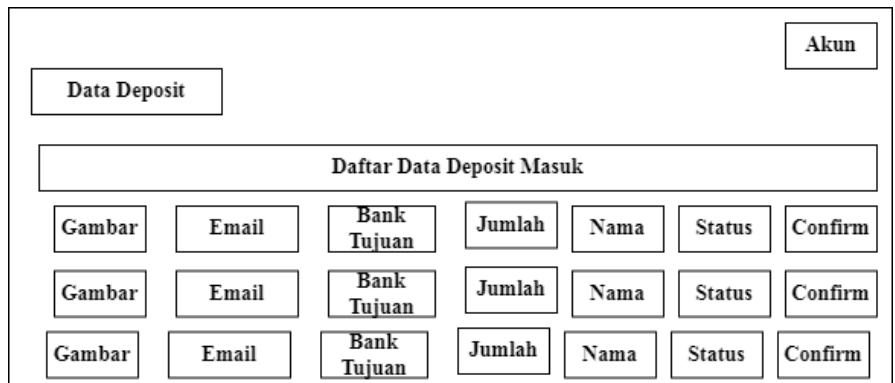 Akun
Data Deposit
Daftar Data Deposit Masuk
Gambar Email Bank Tujuan Jumlah Nama Status Confirm
Gambar Email Bank Tujuan Jumlah Nama Status Confirm
Gambar Email Bank Tujuan Jumlah Nama Status Confirm